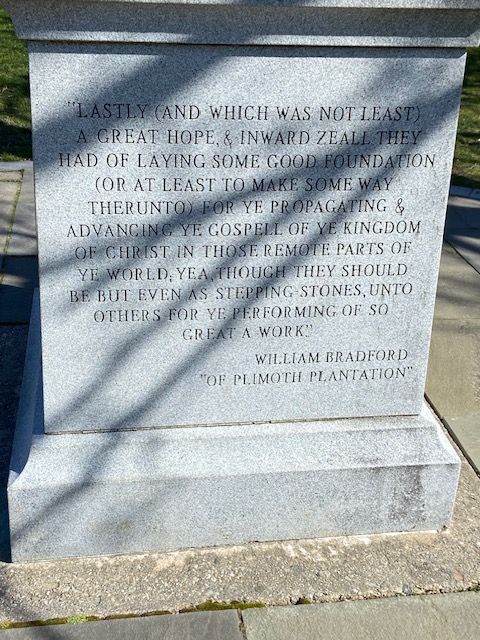 "LASTLY (AND WHICH WAS NOT LEAST)
A GREAT HOPE, & INWARD ZEALL THEY
HAD OF LAYING SOME GOOD FOUNDATION
(OR AT LEAST TO MAKE SOME WAY
THERUNTO) FOR YE PROPAGATING &
ADVANCING YE GOSPELL OF YE KINGDOM
OF CHRIST IN THOSE REMOTE PARTS OF
YE WORLD; YEA, THOUGH THEY SHOULD
BE BUT EVEN AS STEPPING-STONES, UNTO
OTHERS FOR YE PERFORMING OF SO
GREAT A WORK."
WILLIAM BRADFORD
"OF PLIMOTH PLANTATION"